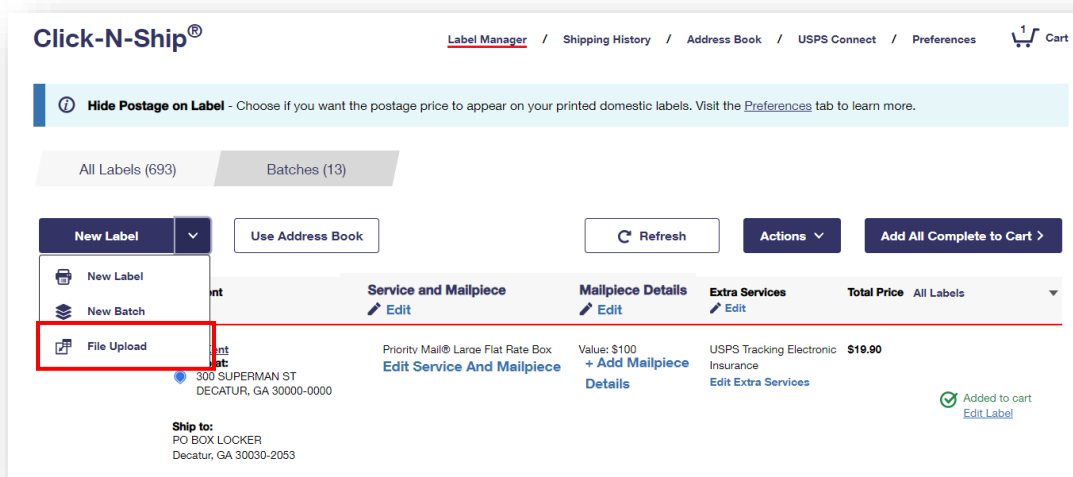 Click-N-Ship®
Label Manager / Shipping History / Address Book / USPS Connect / Preferences 1 Cart
Hide Postage on Label - Choose if you want the postage price to appear on your printed domestic labels. Visit the Preferences tab to learn more.
All Labels (693) Batches (13)
New Label Use Address Book Refresh Actions Add All Complete to Cart >
New Label
New Batch
File Upload
nt Service and Mailpiece Mailpiece Details Extra Services Total Price All Labels
Edit Edit Edit
ent Priority Mail® Large Flat Rate Box Value: $100 USPS Tracking Electronic $19.90
at: Edit Service And Mailpiece + Add Mailpiece Insurance
300 SUPERMAN ST Details Edit Extra Services
DECATUR, GA 30000-0000
Added to cart
Edit Label
Ship to:
PO BOX LOCKER
Decatur, GA 30030-2053